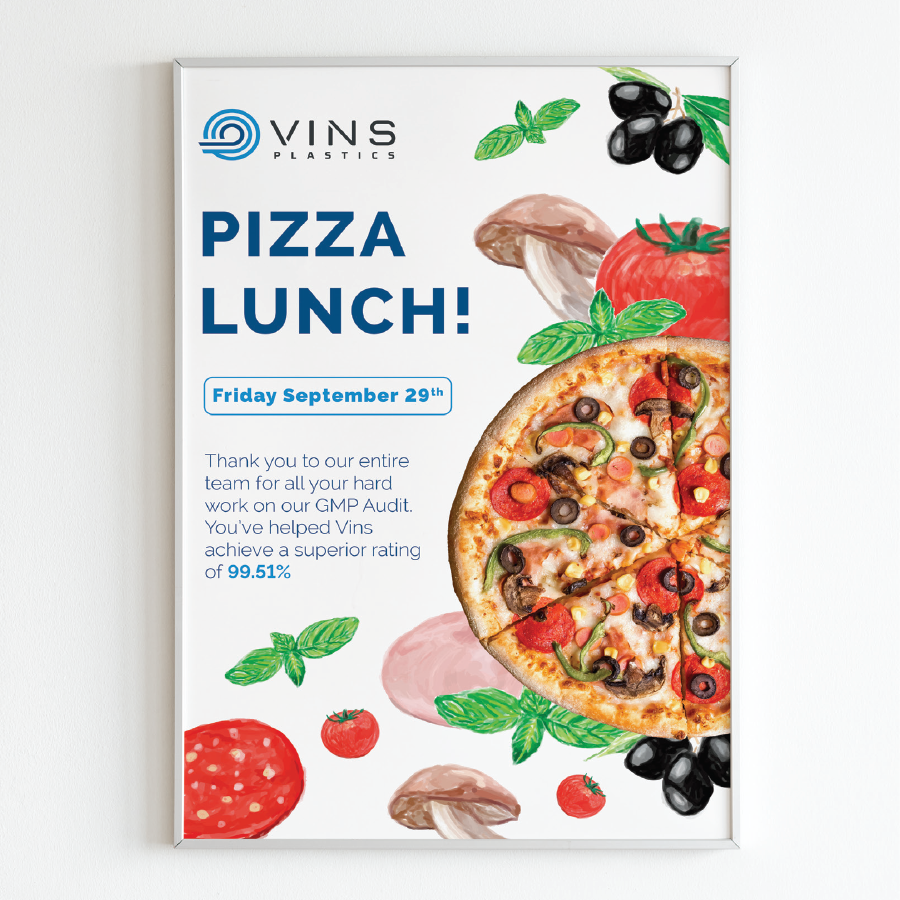 VINS
PLASTICS
PIZZA
LUNCH!
Friday September 29th
Thank you to our entire
team for all your hard
work on our GMP Audit.
You've helped Vins
achieve a superior rating
of 99.51%